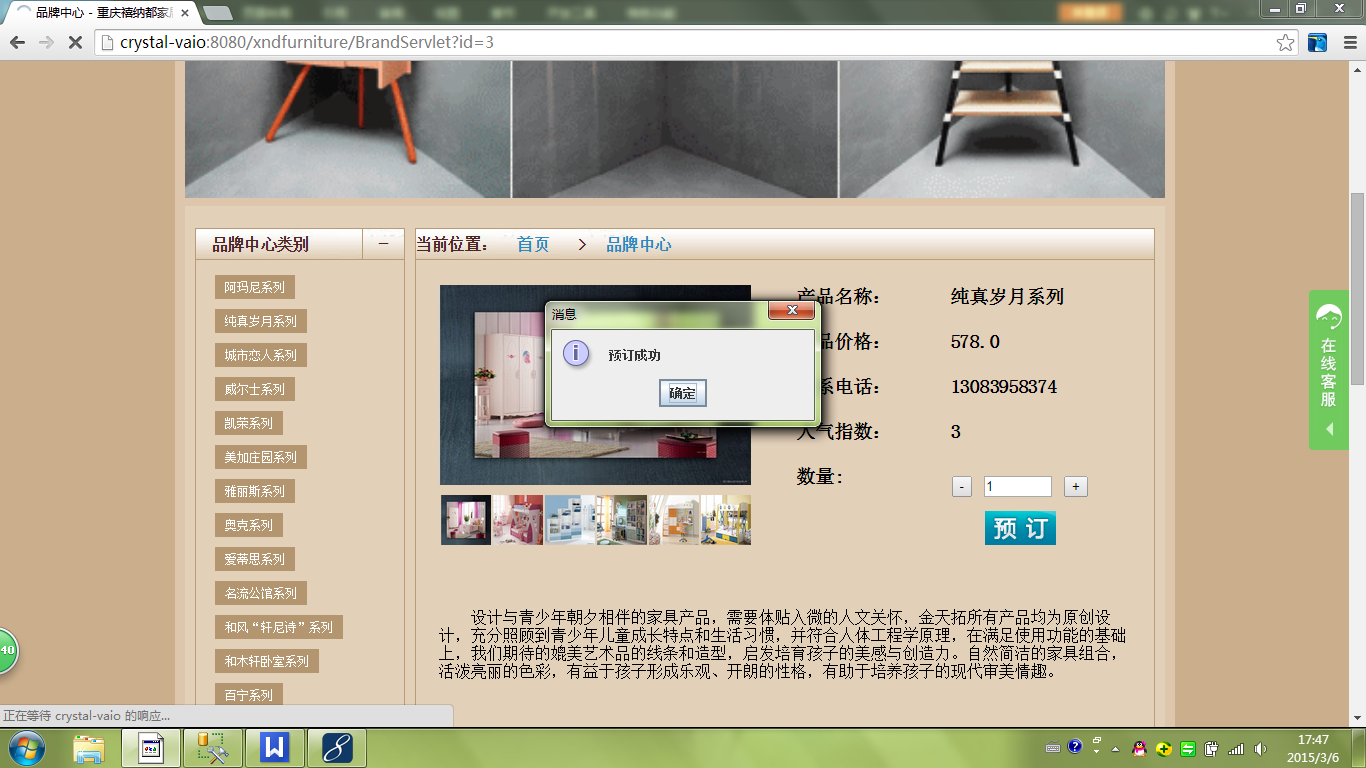 品牌中心 - 重庆禧纳都家居
crystal-vaio:8080/xndfurniture/BrandServlet?id=3
品牌中心类别 －
当前位置： 首页 > 品牌中心
阿玛尼系列
纯真岁月系列
城市恋人系列
威尔士系列
凯荣系列
美加庄园系列
雅丽斯系列
奥克系列
爱蒂思系列
名流公馆系列
和风“轩尼诗”系列
和木轩卧室系列
百宁系列
消息
预订成功
确定
产品名称： 纯真岁月系列
品价格： 578.0
系电话： 13083958374
人气指数： 3
数量： - 1 +
预 订
设计与青少年朝夕相伴的家具产品，需要体贴入微的人文关怀，金天拓所有产品均为原创设
计，充分照顾到青少年儿童成长特点和生活习惯，并符合人体工程学原理，在满足使用功能的基础
上，我们期待的媲美艺术品的线条和造型，启发培育孩子的美感与创造力。自然简洁的家具组合，
活泼亮丽的色彩，有益于孩子形成乐观、开朗的性格，有助于培养孩子的现代审美情趣。
在线客服
40
正在等待 crystal-vaio 的响应...
17:47
2015/3/6